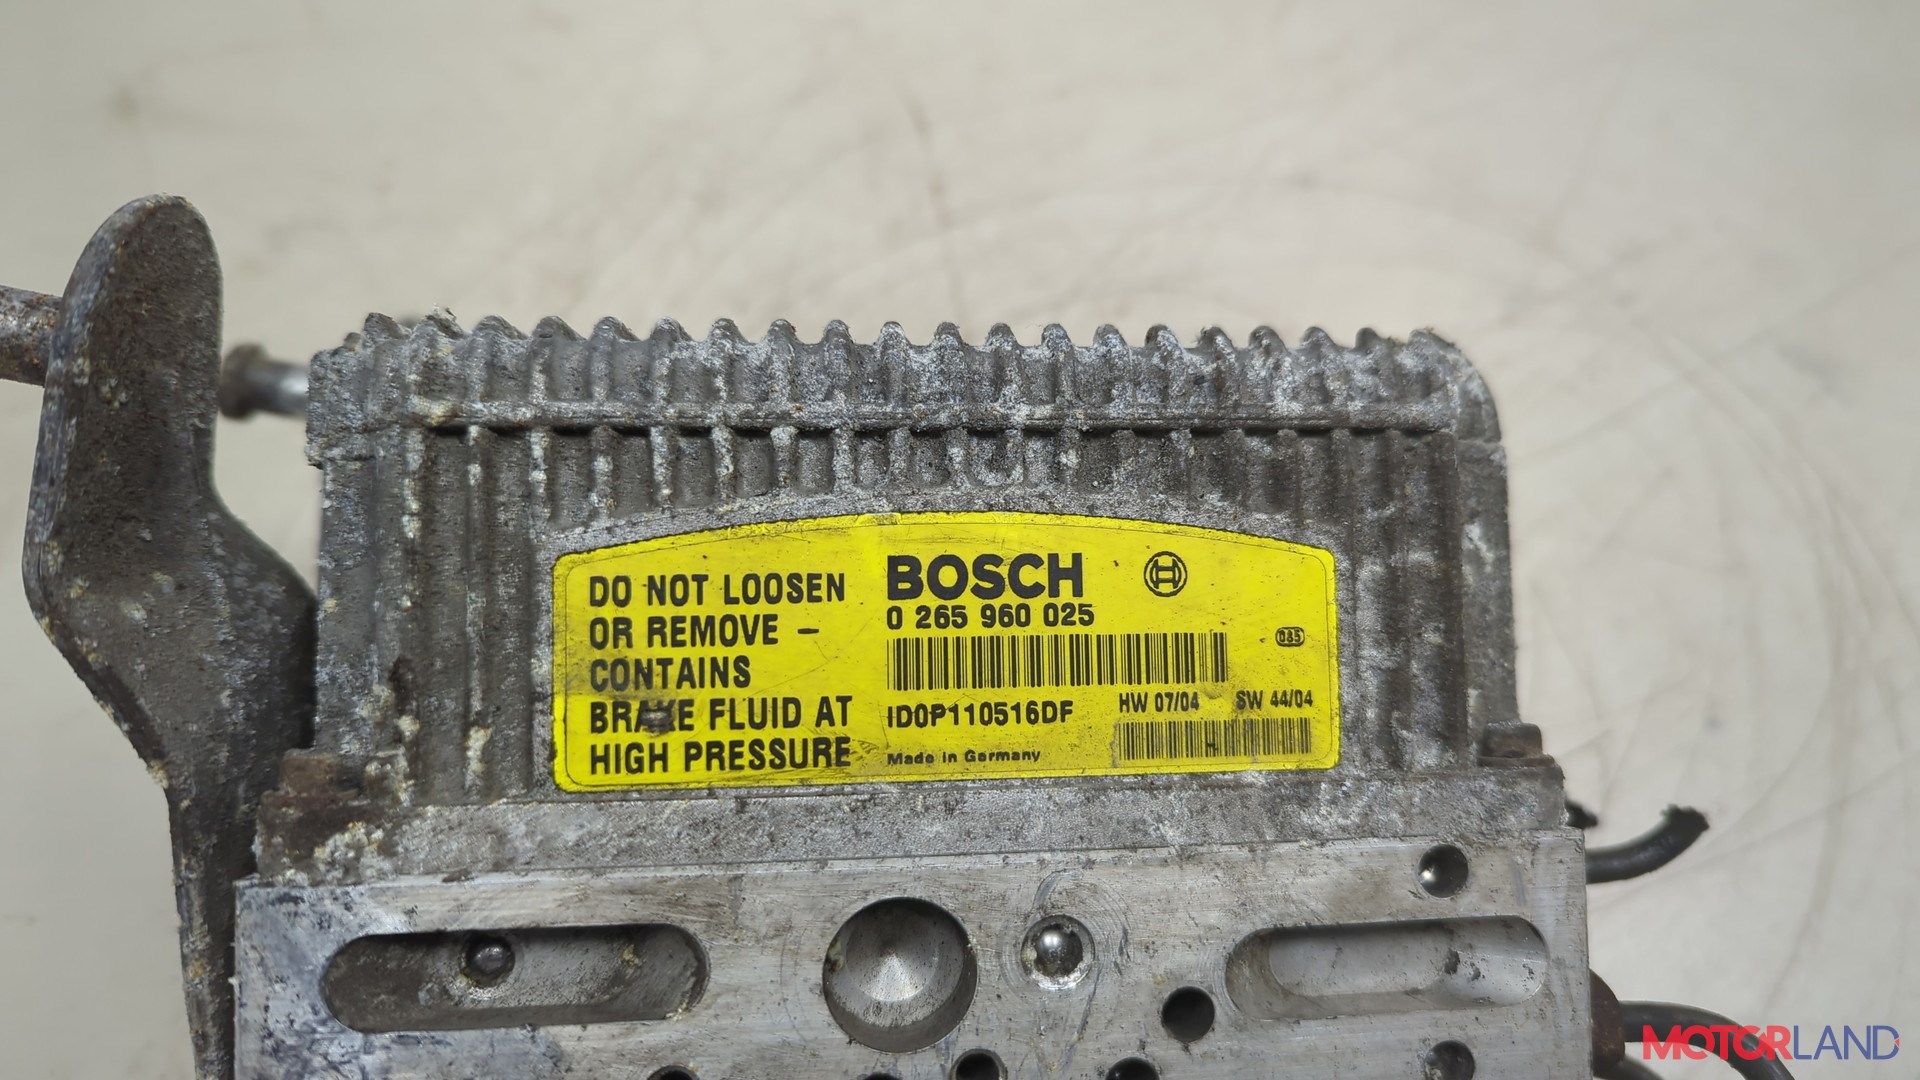 DO NOT LOOSEN
OR REMOVE –
CONTAINS
BRAKE FLUID AT
HIGH PRESSURE
BOSCH
0 265 960 025
085
ID0P110516DF
HW 07/04 SW 44/04
Made in Germany
MOTORLAND